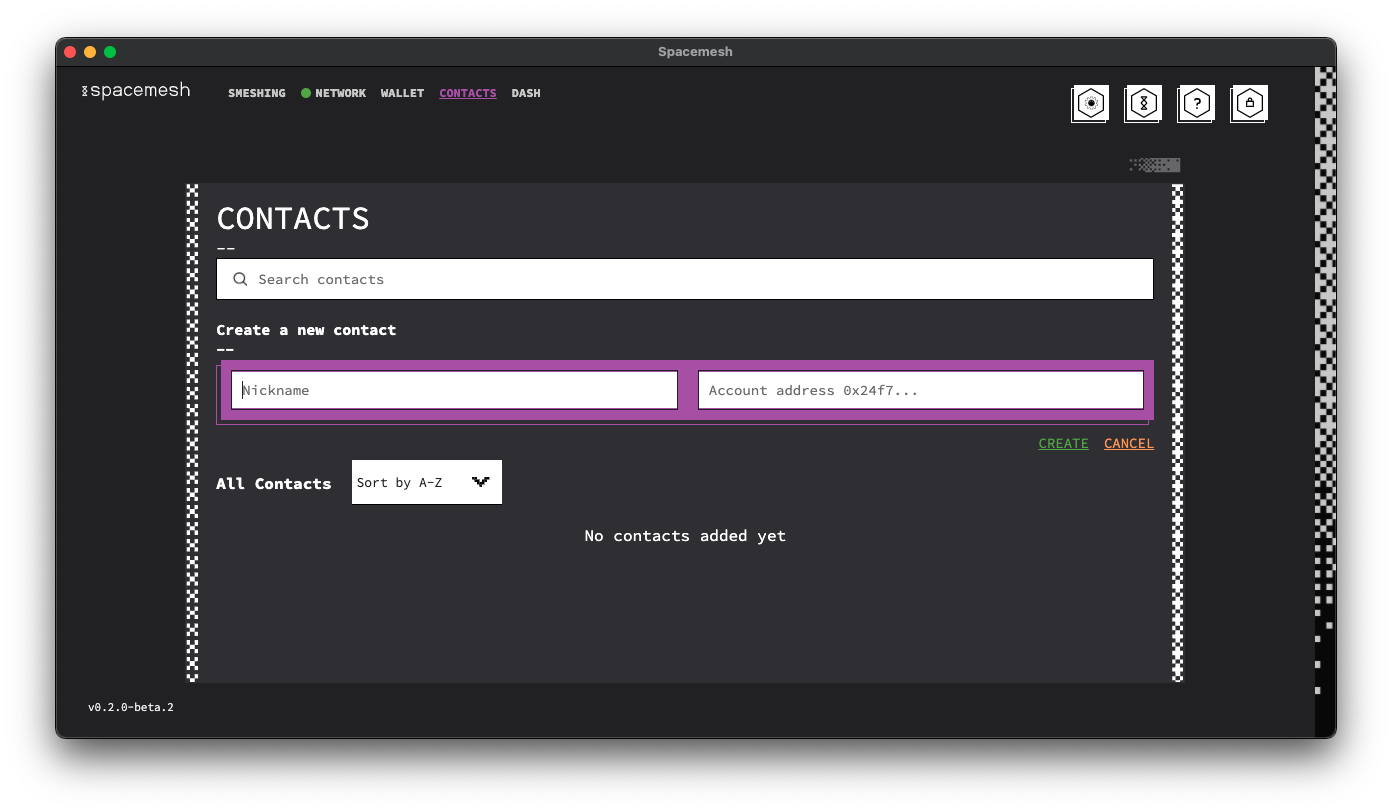 Spacemesh
spacemesh SMESHING NETWORK WALLET CONTACTS DASH
?
CONTACTS
--
Search contacts
Create a new contact
--
Nickname Account address 0x24f7...
CREATE CANCEL
All Contacts Sort by A-Z
No contacts added yet
v0.2.0-beta.2